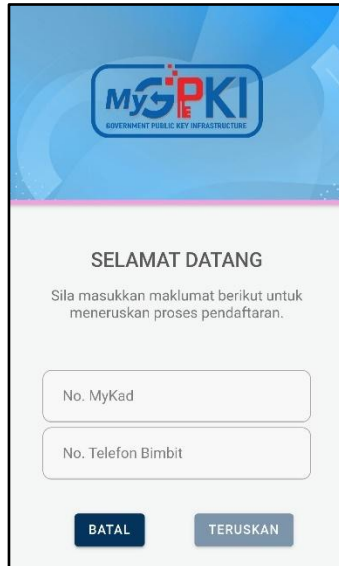 MyGPKI
GOVERNMENT PUBLIC KEY INFRASTRUCTURE
SELAMAT DATANG
Sila masukkan maklumat berikut untuk
meneruskan proses pendaftaran.
No. MyKad
No. Telefon Bimbit
BATAL
TERUSKAN